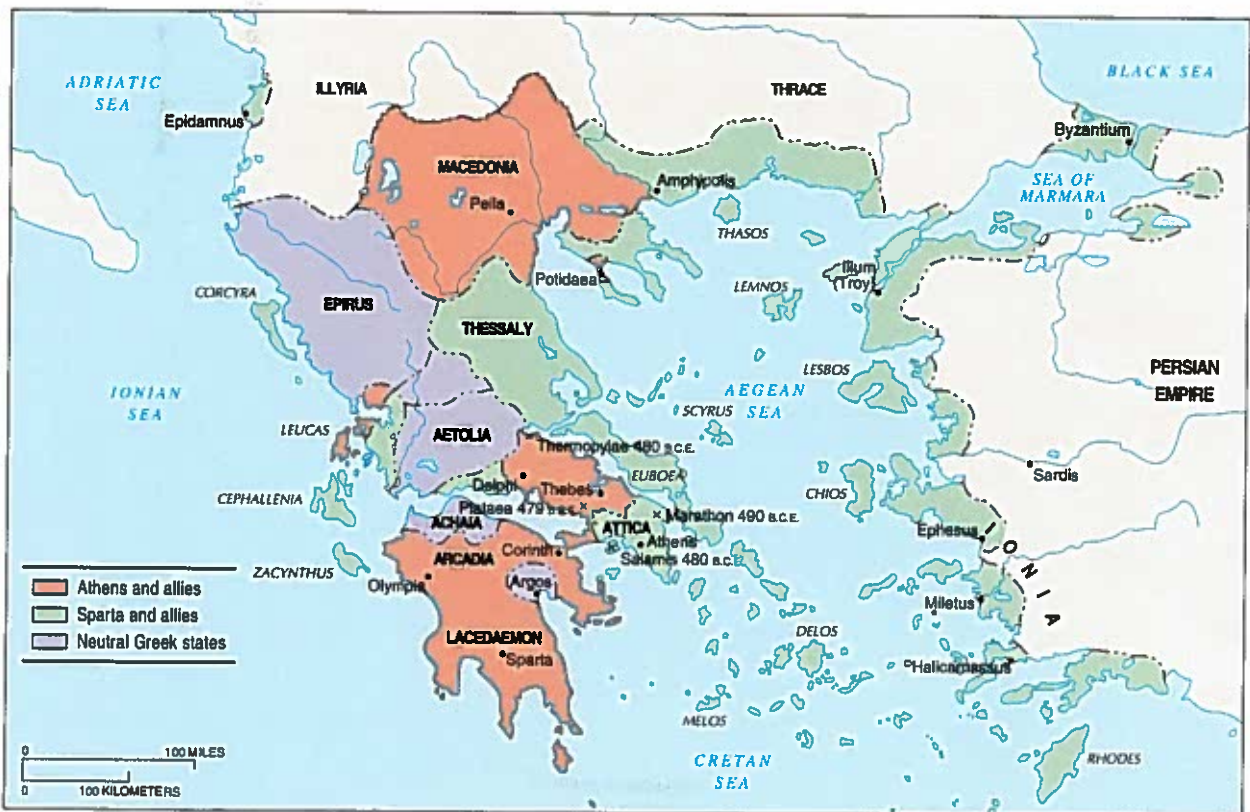 ADRIATIC
SEA
ILLYRIA
THRACE
BLACK SEA
Epidamnus
Byzantium
MACEDONIA
SEA OF
MARMARA
Amphypolis
Pella
THASOS
Potidaea
Illum
(Troy)
LEMNOS
CORCYRA
EPIRUS
THESSALY
LESBOS
PERSIAN
EMPIRE
IONIAN
SEA
AEGEAN
SEA
SCYRUS
LEUCAS
AETOLIA
Thermopylae 480 B.C.E.
EUBOEA
Sardis
Delphi
Thebes
CEPHALLENIA
CHIOS
Plataea 479 B.C.E.
Marathon 490 B.C.E.
ACHAIA
ATTICA
Athens
Ephesus
IONIA
ARCADIA
Corinth
Salamis 480 B.C.E.
ZACYNTHUS
Olympia
Argos
Miletus
Athens and allies
Sparta and allies
Neutral Greek states
LACEDAEMON
Sparta
DELOS
Halicarnassus
MELOS
0 100 MILES
0 100 KILOMETERS
CRETAN
SEA
RHODES